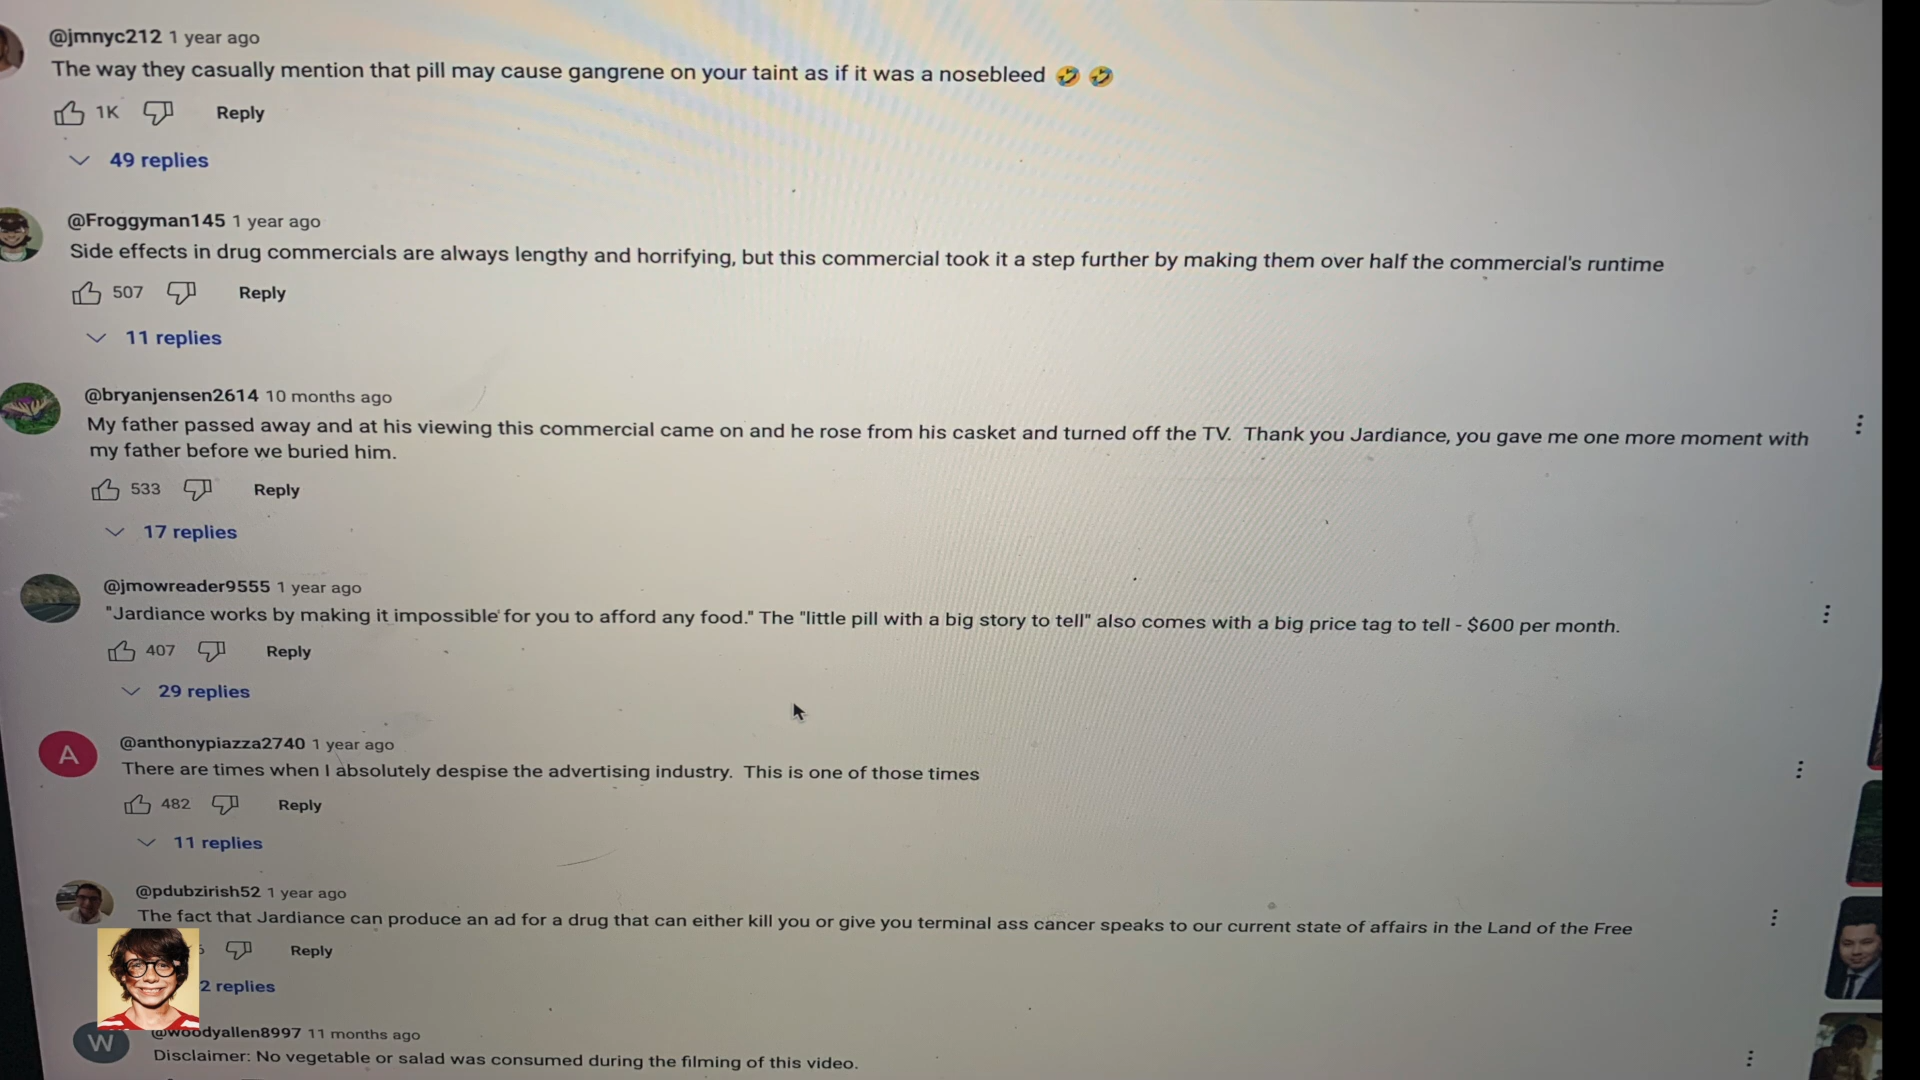 @jmnyc212 1 year ago
The way they casually mention that pill may cause gangrene on your taint as if it was a nosebleed 🤣 🤣
1K Reply
49 replies
@Froggyman145 1 year ago
Side effects in drug commercials are always lengthy and horrifying, but this commercial took it a step further by making them over half the commercial's runtime
507 Reply
11 replies
@bryanjensen2614 10 months ago
My father passed away and at his viewing this commercial came on and he rose from his casket and turned off the TV. Thank you Jardiance, you gave me one more moment with
my father before we buried him.
533 Reply
17 replies
@jmowreader9555 1 year ago
"Jardiance works by making it impossible for you to afford any food." The "little pill with a big story to tell" also comes with a big price tag to tell - $600 per month.
407 Reply
29 replies
A
@anthonypiazza2740 1 year ago
There are times when I absolutely despise the advertising industry. This is one of those times
482 Reply
11 replies
@pdubzirish52 1 year ago
The fact that Jardiance can produce an ad for a drug that can either kill you or give you terminal ass cancer speaks to our current state of affairs in the Land of the Free
Reply
2 replies
W
@woodyallen8997 11 months ago
Disclaimer: No vegetable or salad was consumed during the filming of this video.